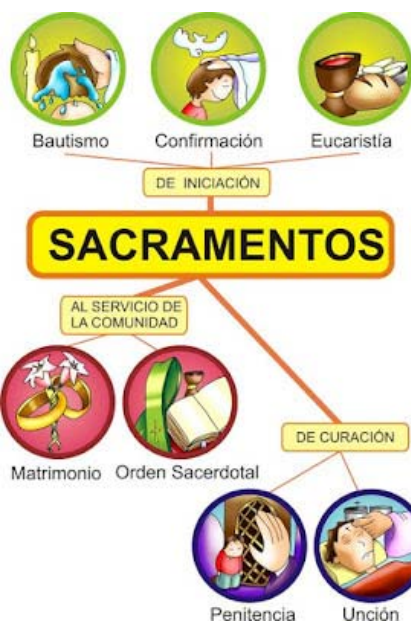 Bautismo
Confirmación
Eucaristía
DE INICIACIÓN
SACRAMENTOS
AL SERVICIO DE
LA COMUNIDAD
Matrimonio
Orden Sacerdotal
DE CURACIÓN
Penitencia
Unción